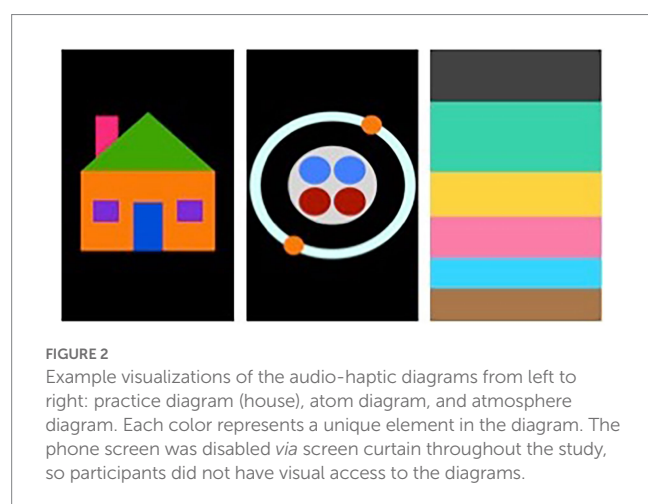 FIGURE 2
Example visualizations of the audio-haptic diagrams from left to
right: practice diagram (house), atom diagram, and atmosphere
diagram. Each color represents a unique element in the diagram. The
phone screen was disabled via screen curtain throughout the study,
so participants did not have visual access to the diagrams.